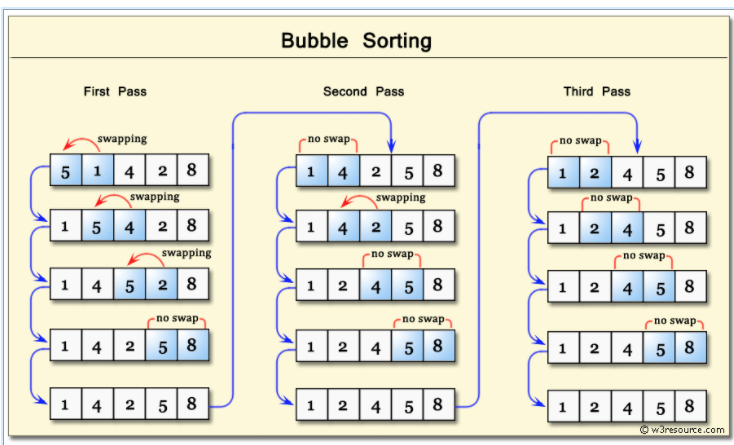 Bubble Sorting
First Pass
swapping
5 1 4 2 8
swapping
1 5 4 2 8
swapping
1 4 5 2 8
no swap
1 4 2 5 8
1 4 2 5 8
Second Pass
no swap
1 4 2 5 8
swapping
1 4 2 5 8
no swap
1 2 4 5 8
no swap
1 2 4 5 8
1 2 4 5 8
Third Pass
no swap
1 2 4 5 8
no swap
1 2 4 5 8
no swap
1 2 4 5 8
no swap
1 2 4 5 8
1 2 4 5 8
© w3resource.com